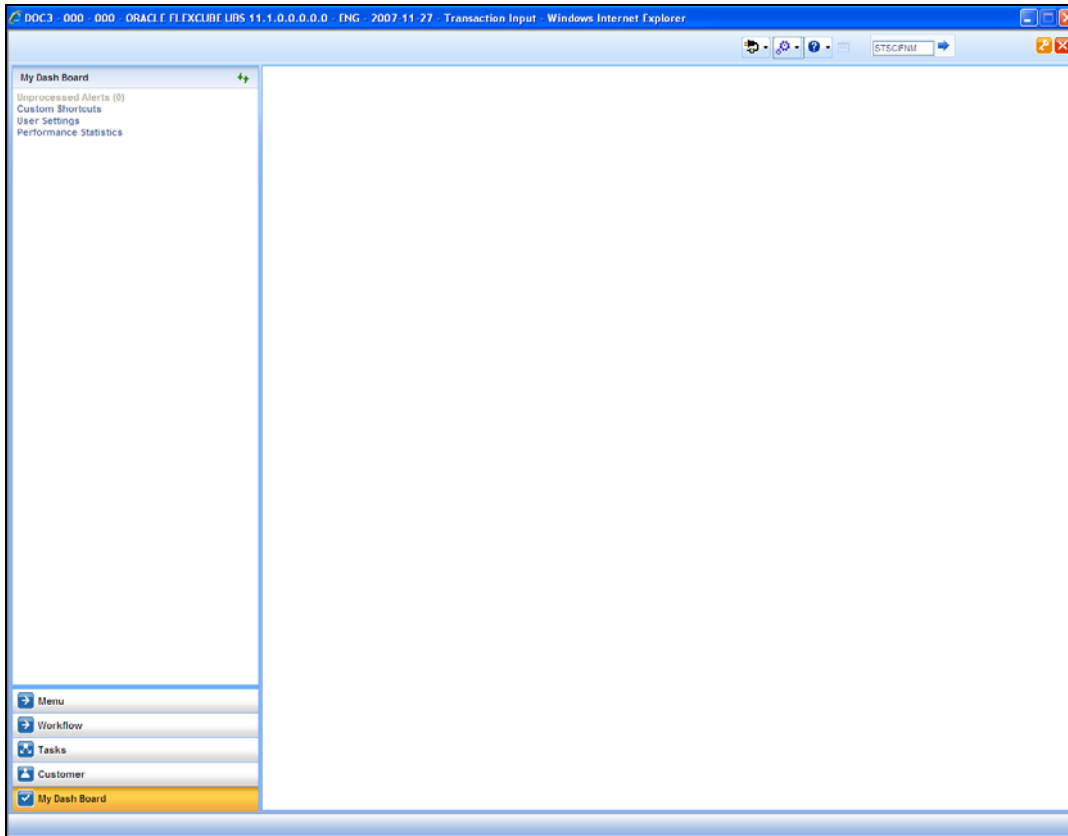 DOC3 - 000 - 000 - ORACLE FLEXCUBE UBS 11.1.0.0.0.0.0 - ENG - 2007-11-27 - Transaction Input - Windows Internet Explorer
STSCIFNM
My Dash Board
Unprocessed Alerts (0)
Custom Shortcuts
User Settings
Performance Statistics
Menu
Workflow
Tasks
Customer
My Dash Board